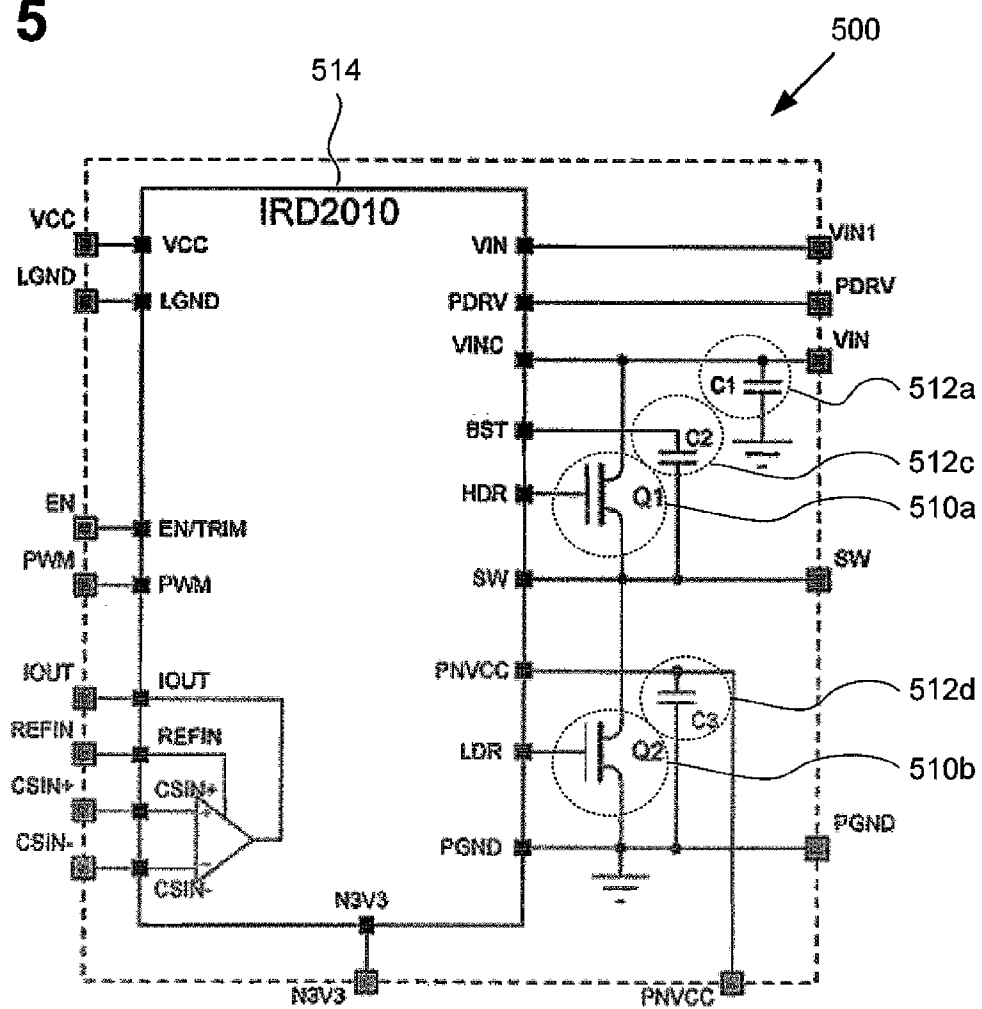 5
500
514
IRD2010
VCC
VCC
VIN
VIN1
LGND
LGND
PDRV
PDRV
VINC
VIN
C1
512a
BST
C2
512c
HDR
Q1
510a
EN
EN/TRIM
PWM
PWM
SW
SW
IOUT
IOUT
PNVCC
512d
C3
REFIN
REFIN
LDR
Q2
510b
CSIN+
CSIN+
+
CSIN-
-
CSIN-
PGND
PGND
N3V3
N3V3
PNVCC